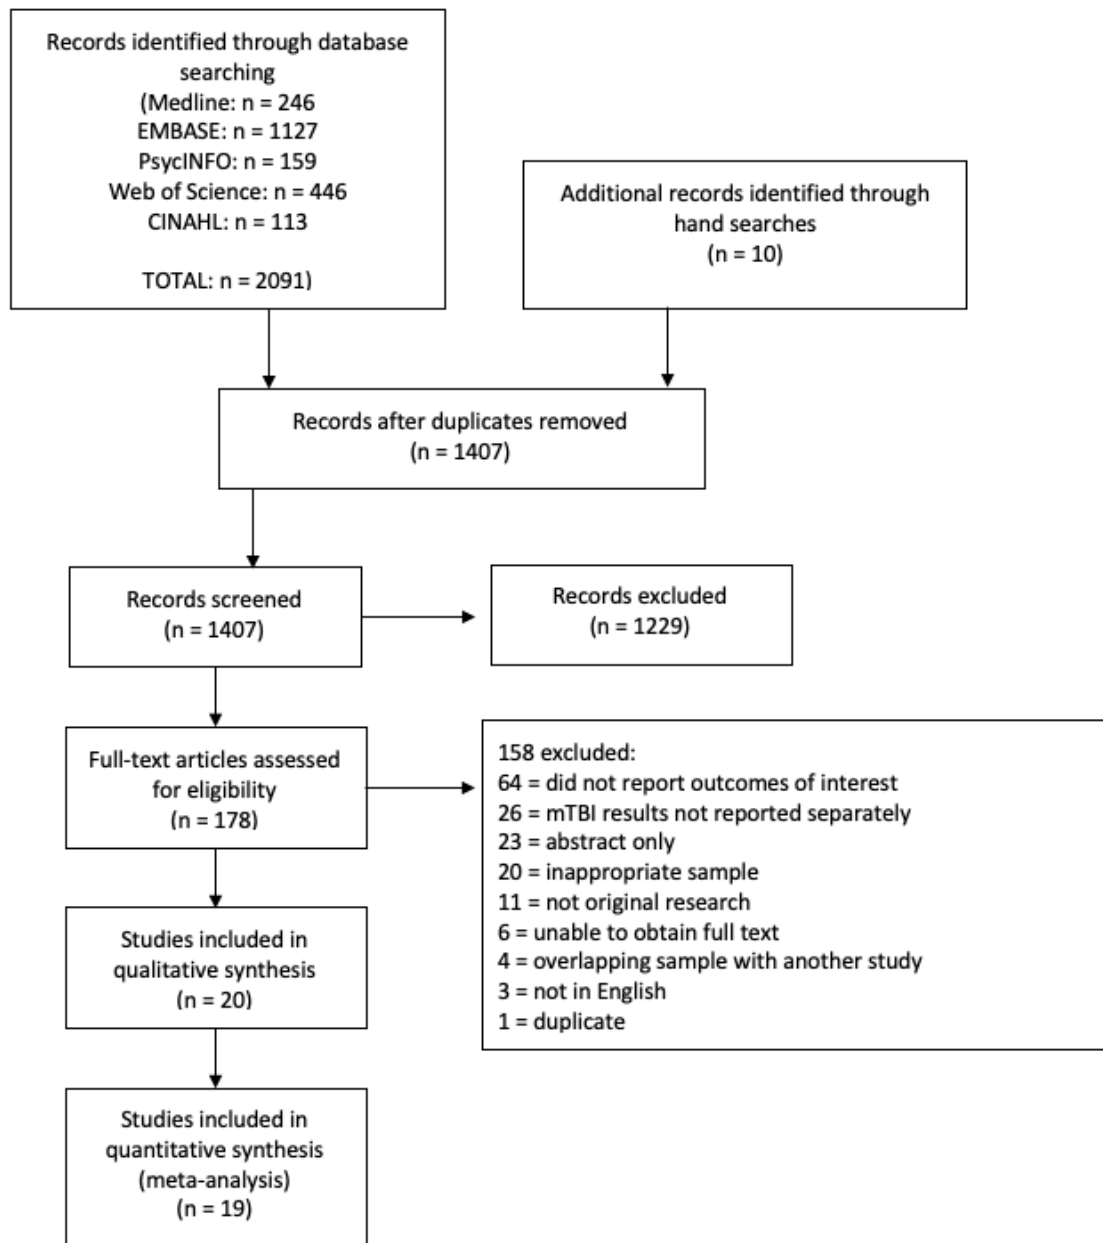 Records identified through database
searching
(Medline: n = 246
EMBASE: n = 1127
PsycINFO: n = 159
Web of Science: n = 446
CINAHL: n = 113
TOTAL: n = 2091)
Additional records identified through
hand searches
(n = 10)
Records after duplicates removed
(n = 1407)
Records screened
(n = 1407)
Records excluded
(n = 1229)
Full-text articles assessed
for eligibility
(n = 178)
158 excluded:
64 = did not report outcomes of interest
26 = mTBI results not reported separately
23 = abstract only
20 = inappropriate sample
11 = not original research
6 = unable to obtain full text
4 = overlapping sample with another study
3 = not in English
1 = duplicate
Studies included in
qualitative synthesis
(n = 20)
Studies included in
quantitative synthesis
(meta-analysis)
(n = 19)